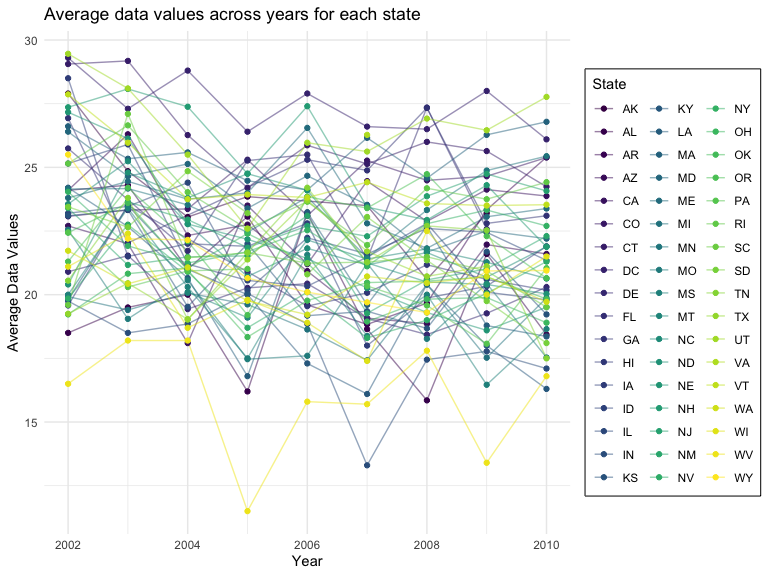 Average data values across years for each state
30
25
20
15
Average Data Values
2002
2004
2006
2008
2010
Year
State
AK KY NY
AL LA OH
AR MA OK
AZ MD OR
CA ME PA
CO MI RI
CT MN SC
DC MO SD
DE MS TN
FL MT TX
GA NC UT
HI ND VA
IA NE VT
ID NH WA
IL NJ WI
IN NM WV
KS NV WY